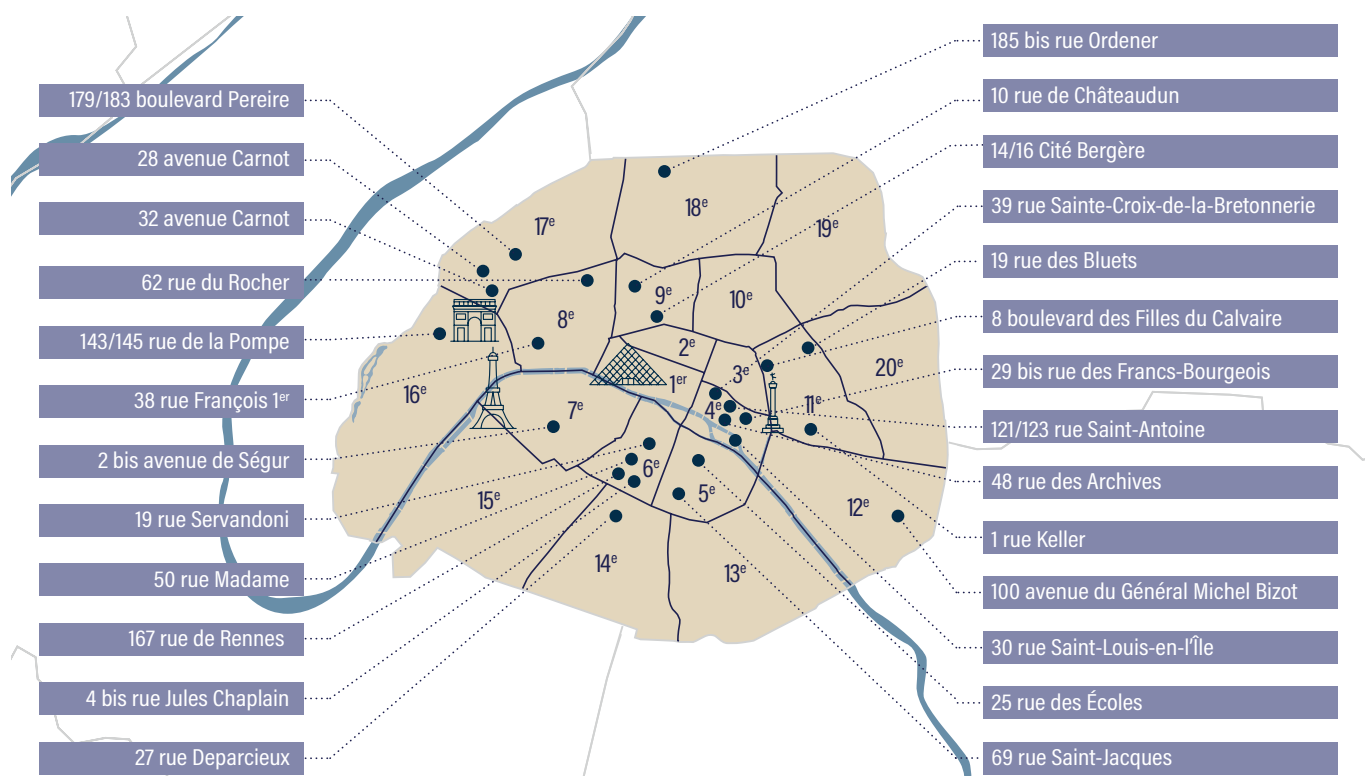 179/183 boulevard Pereire
28 avenue Carnot
32 avenue Carnot
62 rue du Rocher
143/145 rue de la Pompe
38 rue François 1er
2 bis avenue de Ségur
19 rue Servandoni
50 rue Madame
167 rue de Rennes
4 bis rue Jules Chaplain
27 rue Deparcieux
18e
17e
19e
9e
10e
8e
2e
1er
3e
20e
16e
7e
4e
11e
6e
5e
15e
12e
14e
13e
185 bis rue Ordener
10 rue de Châteaudun
14/16 Cité Bergère
39 rue Sainte-Croix-de-la-Bretonnerie
19 rue des Bluets
8 boulevard des Filles du Calvaire
29 bis rue des Francs-Bourgeois
121/123 rue Saint-Antoine
48 rue des Archives
1 rue Keller
100 avenue du Général Michel Bizot
30 rue Saint-Louis-en-l'Île
25 rue des Écoles
69 rue Saint-Jacques